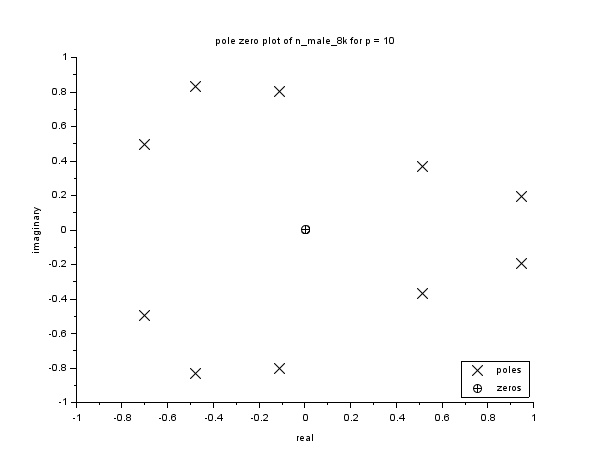 pole zero plot of n_male_8k for p = 10
1
0.8
0.6
0.4
0.2
0
-0.2
-0.4
-0.6
-0.8
-1
imaginary
-1 -0.8 -0.6 -0.4 -0.2 0 0.2 0.4 0.6 0.8 1
real
poles
zeros